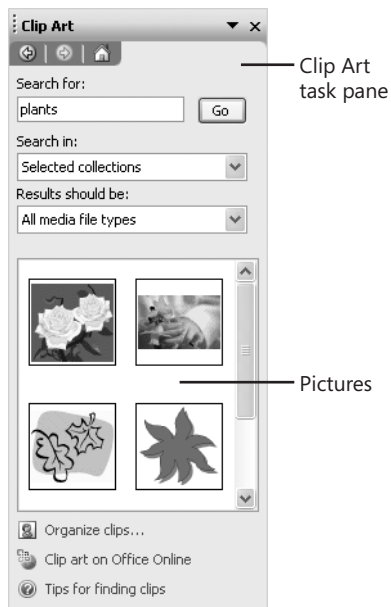 Clip Art
Search for:
plants
Go
Search in:
Selected collections
Results should be:
All media file types
Organize clips...
Clip art on Office Online
Tips for finding clips
Clip Art
task pane
Pictures